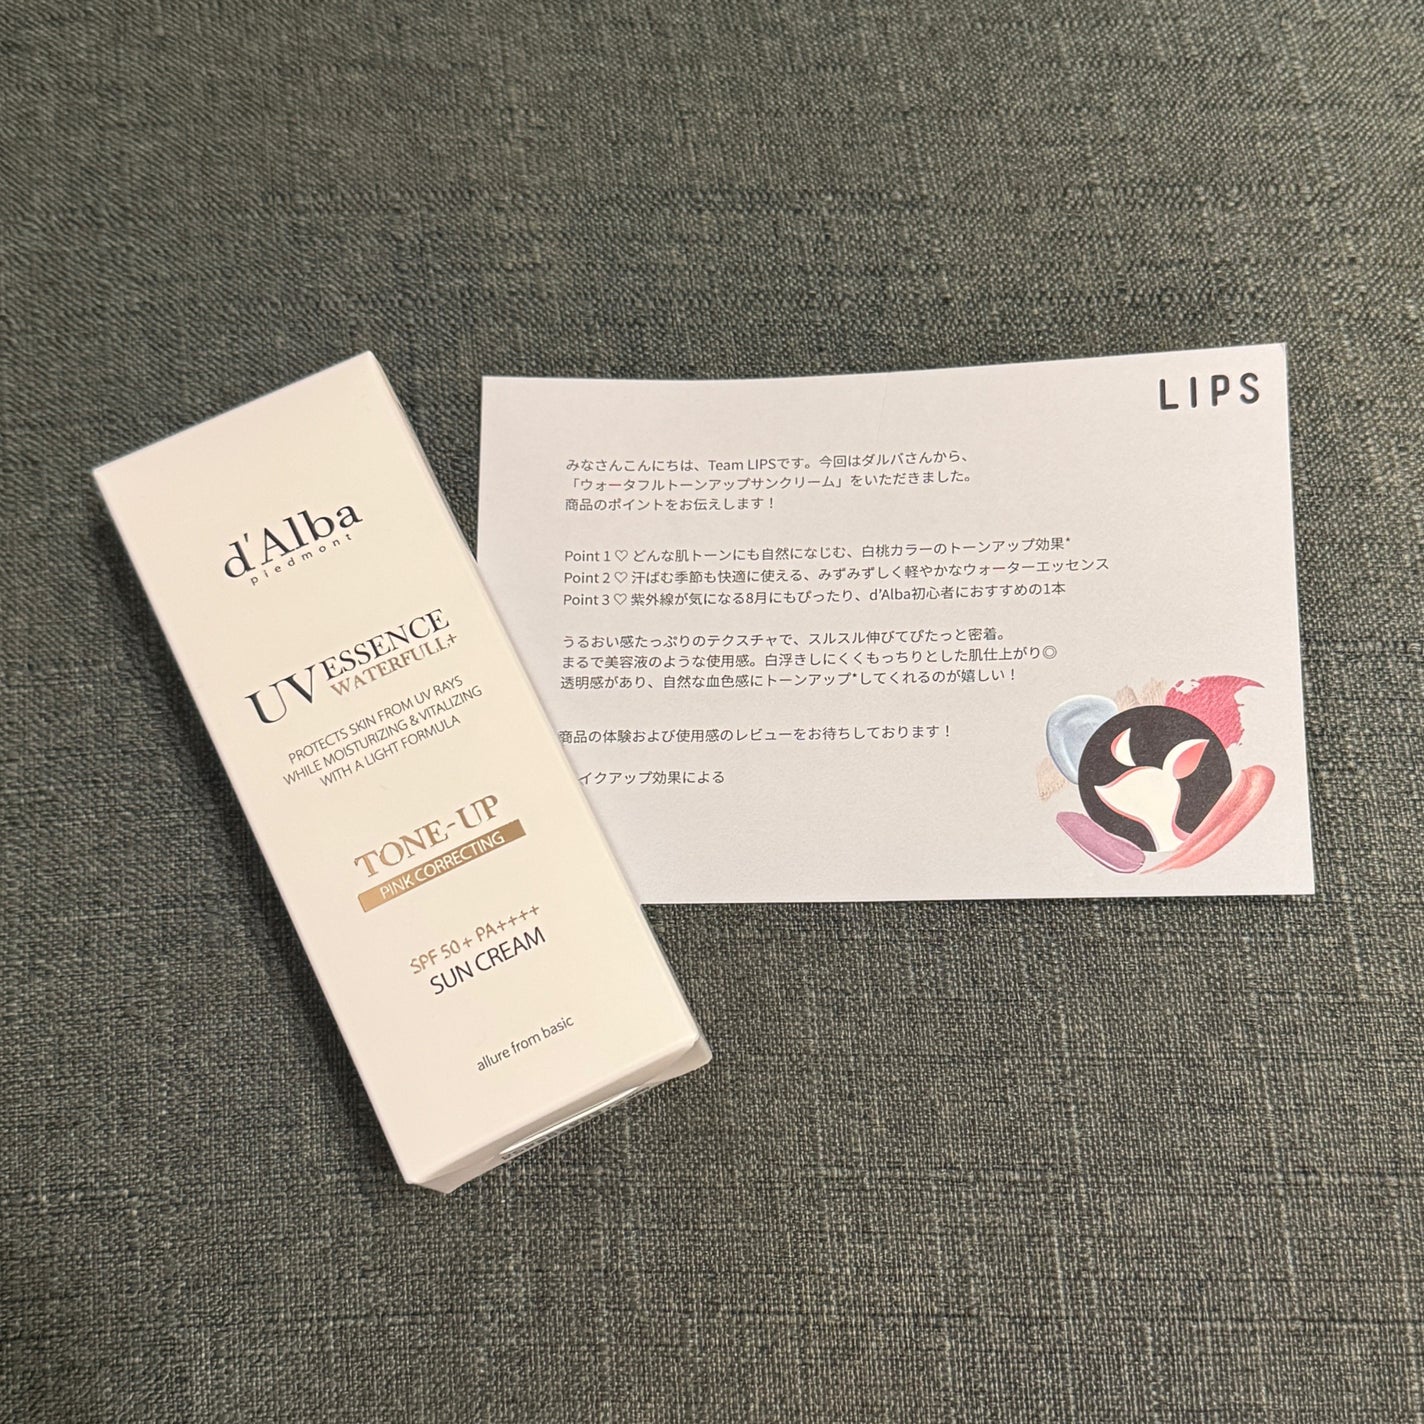 d'Alba
piedmont
UV ESSENCE
WATERFULL+
PROTECTS SKIN FROM UV RAYS
WHILE MOISTURIZING & VITALIZING
WITH A LIGHT FORMULA
TONE-UP
PINK CORRECTING
SPF 50+ PA++++
SUN CREAM
allure from basic
LIPS
みなさんこんにちは、Team LIPSです。今回はダルバさんから、
「ウォータフルトーンアップサンクリーム」をいただきました。
商品のポイントをお伝えします！
Point 1♡どんな肌トーンにも自然になじむ、白桃カラーのトーンアップ効果*
Point 2♡汗ばむ季節も快適に使える、みずみずしく軽やかなウォーターエッセンス
Point 3♡紫外線が気になる8月にもぴったり、d'Alba初心者におすすめの1本
うるおい感たっぷりのテクスチャで、スルスル伸びてぴたっと密着。
まるで美容液のような使用感。白浮きしにくくもっちりとした肌仕上がり◎
透明感があり、自然な血色感にトーンアップ*してくれるのが嬉しい！
商品の体験および使用感のレビューをお待ちしております！
イクアップ効果による